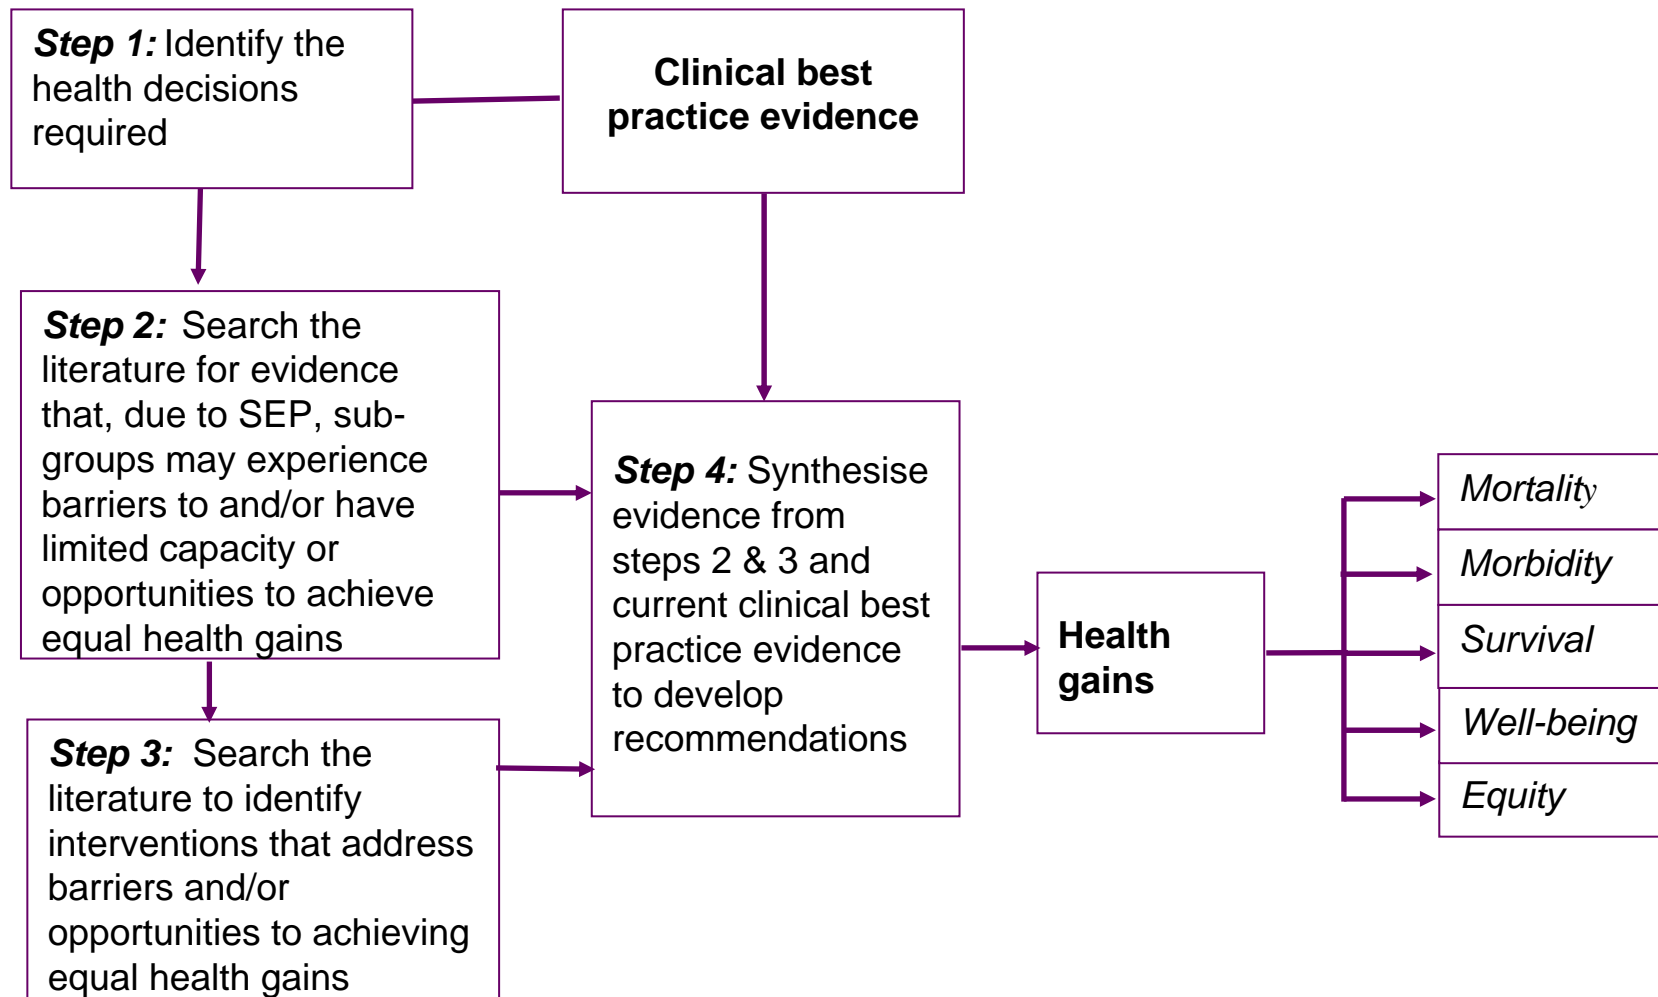 Step 1: Identify the
health decisions
required
Clinical best
practice evidence
Step 2: Search the
literature for evidence
that, due to SEP, sub-
groups may experience
barriers to and/or have
limited capacity or
opportunities to achieve
equal health gains
Step 3: Search the
literature to identify
interventions that address
barriers and/or
opportunities to achieving
equal health gains
Step 4: Synthesise
evidence from
steps 2 & 3 and
current clinical best
practice evidence
to develop
recommendations
Health
gains
Mortality
Morbidity
Survival
Well-being
Equity